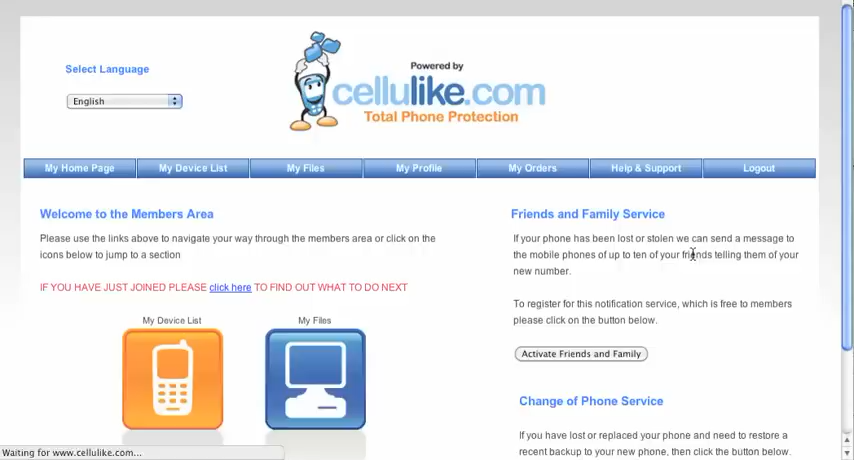 Select Language
English
Powered by
cellulike.com
Total Phone Protection
My Home Page
My Device List
My Files
My Profile
My Orders
Help & Support
Logout
Welcome to the Members Area
Please use the links above to navigate your way through the members area or click on the
icons below to jump to a section
IF YOU HAVE JUST JOINED PLEASE click here TO FIND OUT WHAT TO DO NEXT
My Device List
My Files
Friends and Family Service
If your phone has been lost or stolen we can send a message to
the mobile phones of up to ten of your friends telling them of your
new number.
To register for this notification service, which is free to members
please click on the button below.
Activate Friends and Family
Change of Phone Service
If you have lost or replaced your phone and need to restore a
recent backup to your new phone, then click the button below.
Waiting for www.cellulike.com...